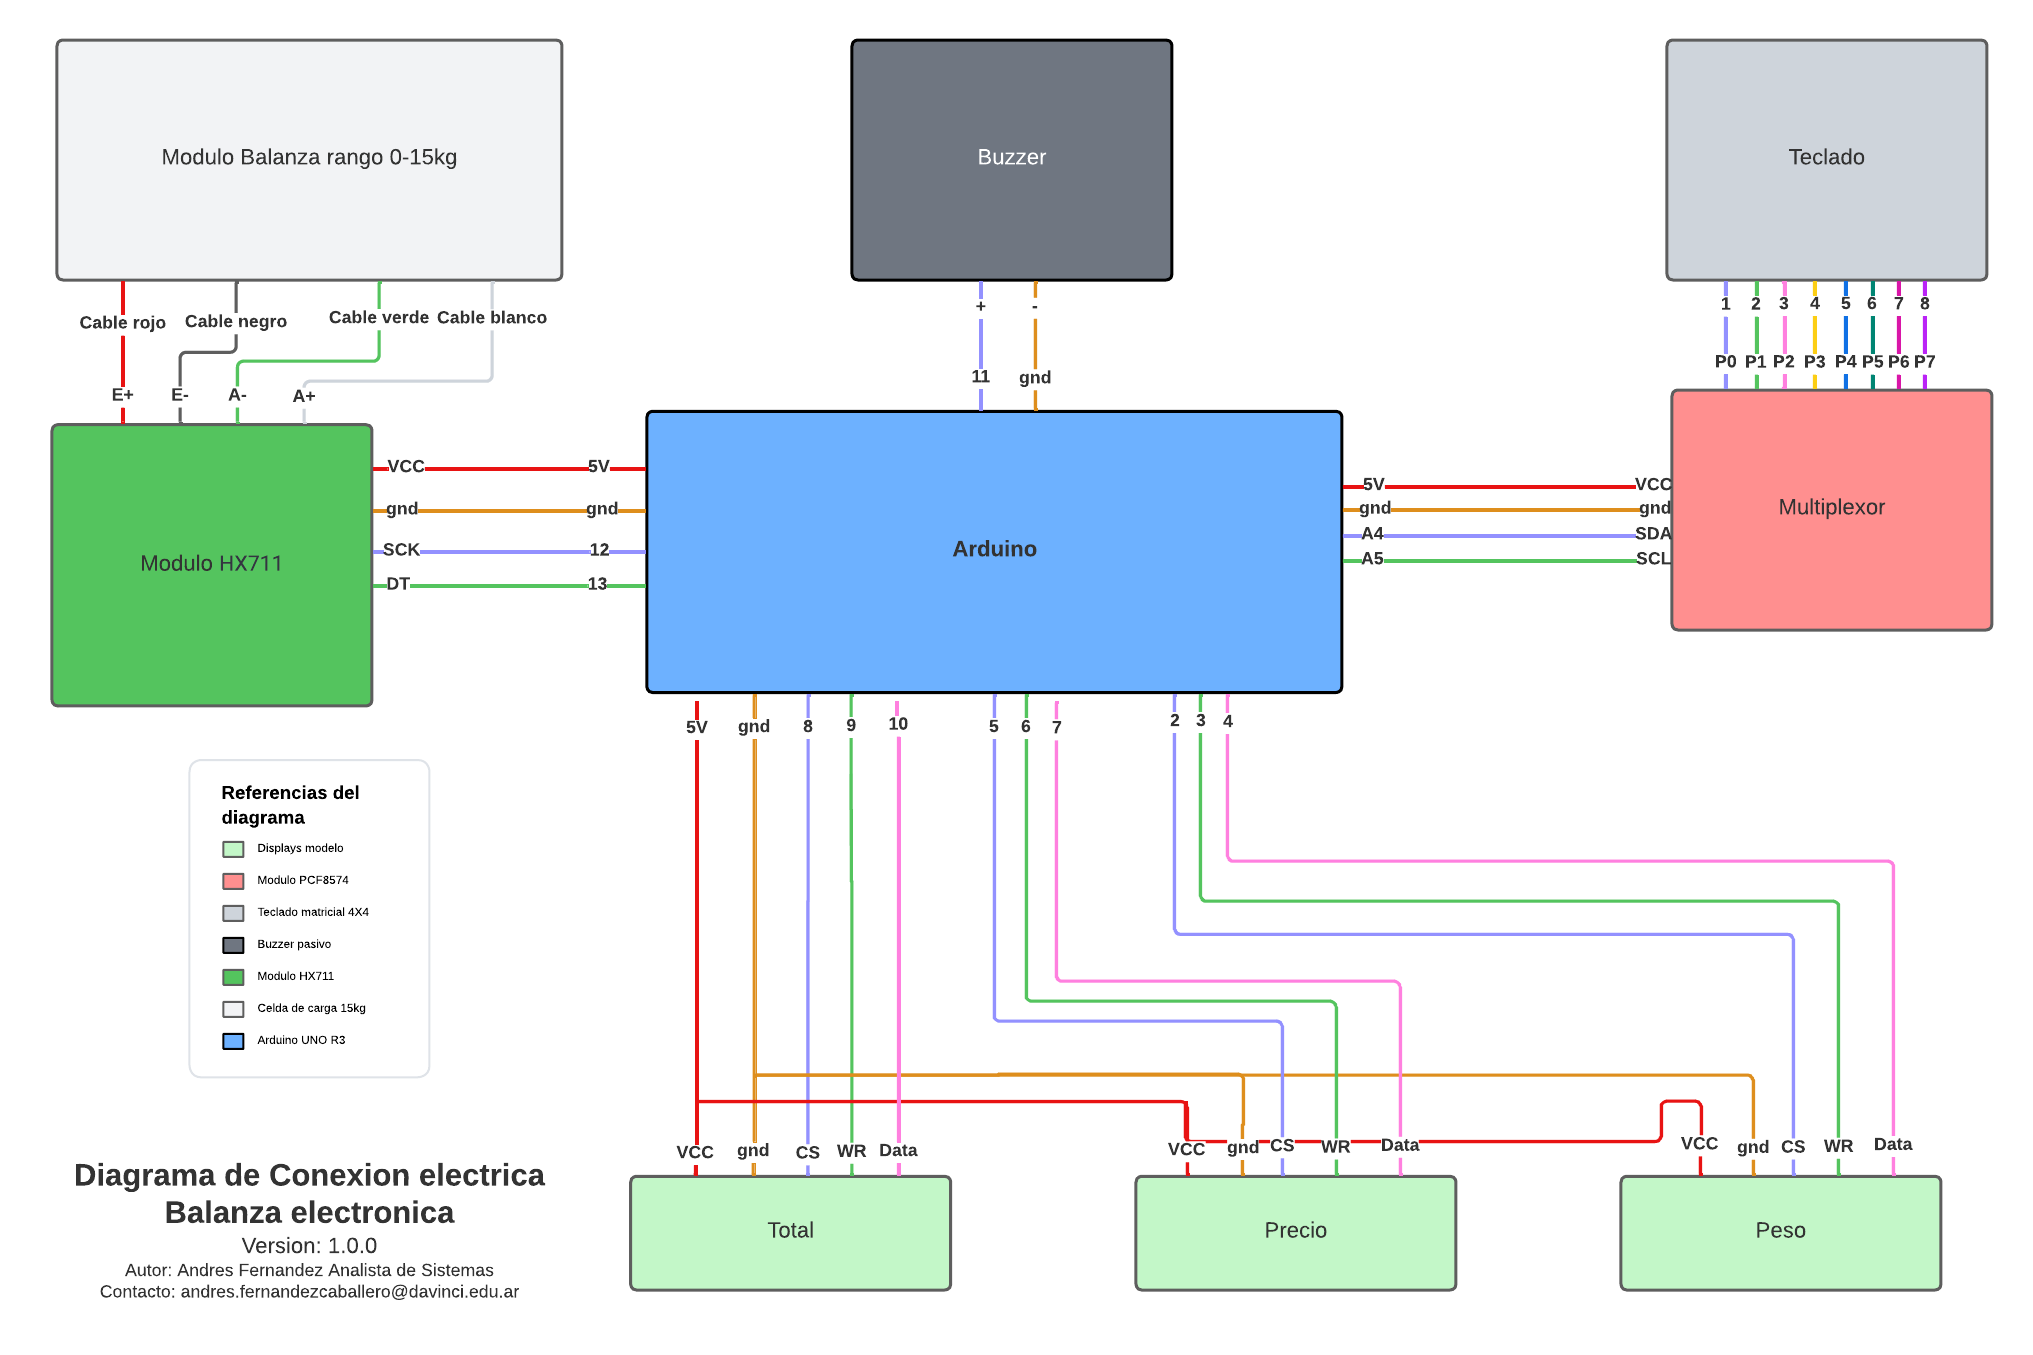 Modulo Balanza rango 0-15kg
Buzzer
Teclado
Cable rojo
Cable negro
Cable verde
Cable blanco
E+
E-
A-
A+
+
-
11
gnd
1
2
3
4
5
6
7
8
P0
P1
P2
P3
P4
P5
P6
P7
Modulo HX711
VCC
5V
gnd
gnd
SCK
12
DT
13
Arduino
5V
VCC
gnd
gnd
A4
SDA
A5
SCL
Multiplexor
5V
gnd
8
9
10
5
6
7
2
3
4
Referencias del
diagrama
Displays modelo
Modulo PCF8574
Teclado matricial 4X4
Buzzer pasivo
Modulo HX711
Celda de carga 15kg
Arduino UNO R3
VCC
gnd
CS
WR
Data
VCC
gnd
CS
WR
Data
VCC
gnd
CS
WR
Data
Total
Precio
Peso
Diagrama de Conexion electrica
Balanza electronica
Version: 1.0.0
Autor: Andres Fernandez Analista de Sistemas
Contacto: andres.fernandezcaballero@davinci.edu.ar